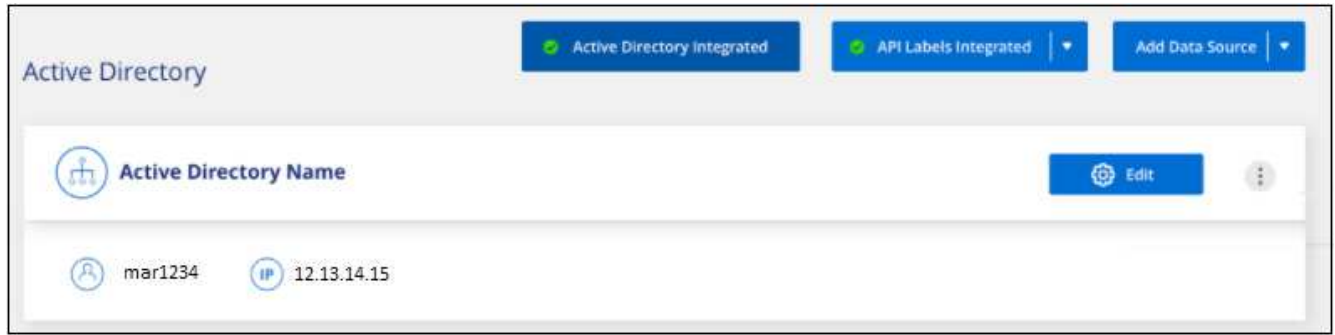 Active Directory Integrated
API Labels Integrated
Add Data Source
Active Directory
Active Directory Name
Edit
mar1234
IP
12.13.14.15